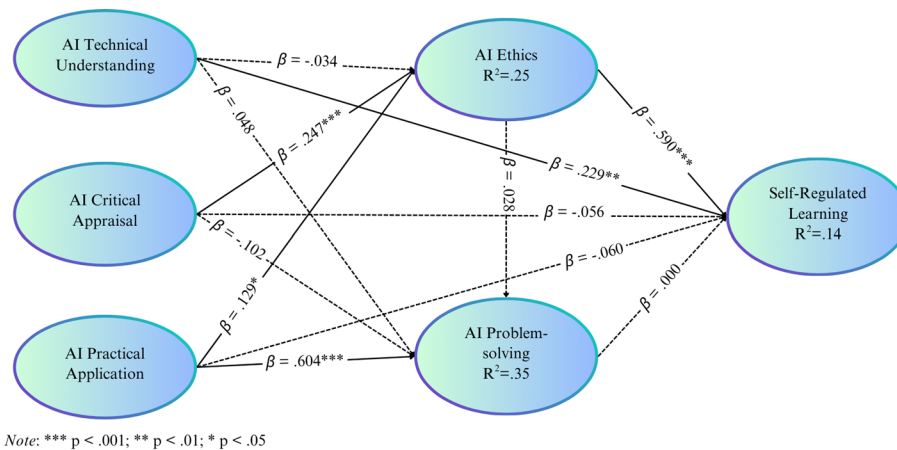 AI Technical
Understanding
β = -.034
AI Ethics
R²=.25
β = .048
β = .247***
β = .590***
β = .229**
β = .028
AI Critical
Appraisal
β = -.056
Self-Regulated
Learning
R²=.14
β = -.102
β = -.060
β = .129*
β = .000
AI Practical
Application
β = .604***
AI Problem-
solving
R²=.35
Note: *** p < .001; ** p < .01; * p < .05